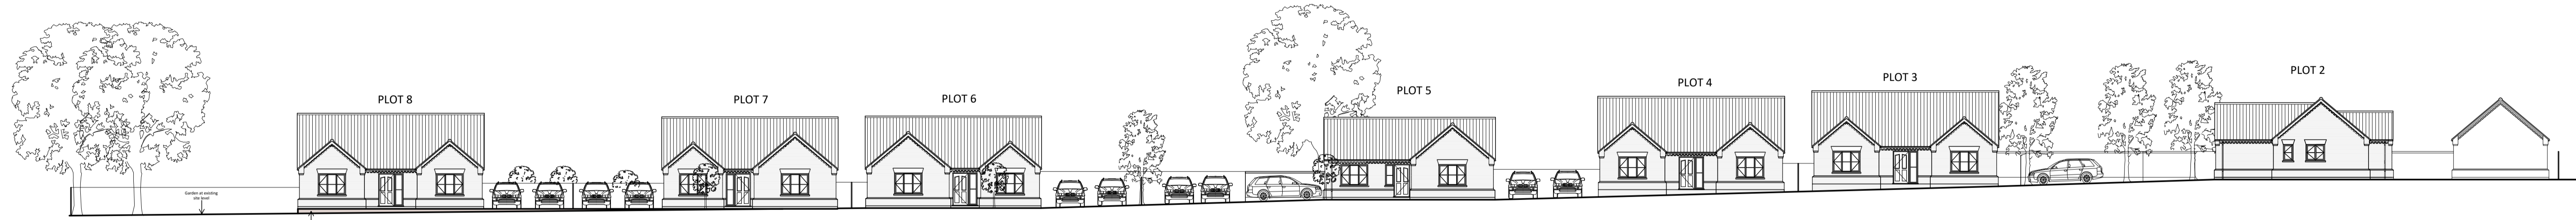 PLOT 8
PLOT 7
PLOT 6
PLOT 5
PLOT 4
PLOT 3
PLOT 2
Garden at existing
site level